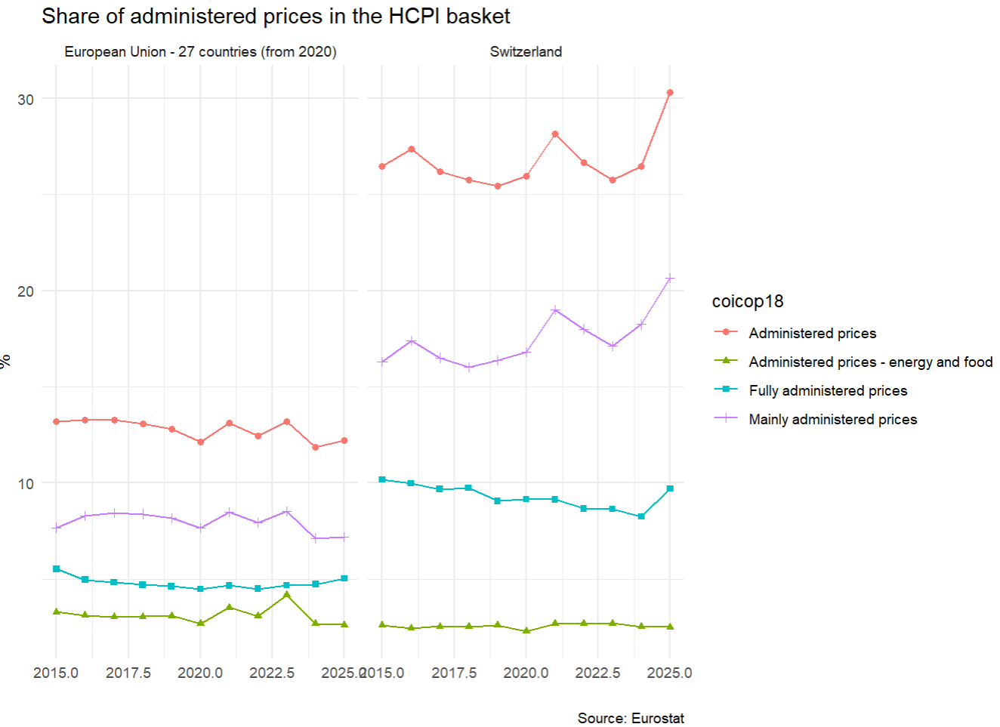 Share of administered prices in the HCPI basket
European Union - 27 countries (from 2020)
Switzerland
30
20
10
%
2015.0 2017.5 2020.0 2022.5 2025.0
2015.0 2017.5 2020.0 2022.5 2025.0
coicop18
Administered prices
Administered prices - energy and food
Fully administered prices
Mainly administered prices
Source: Eurostat